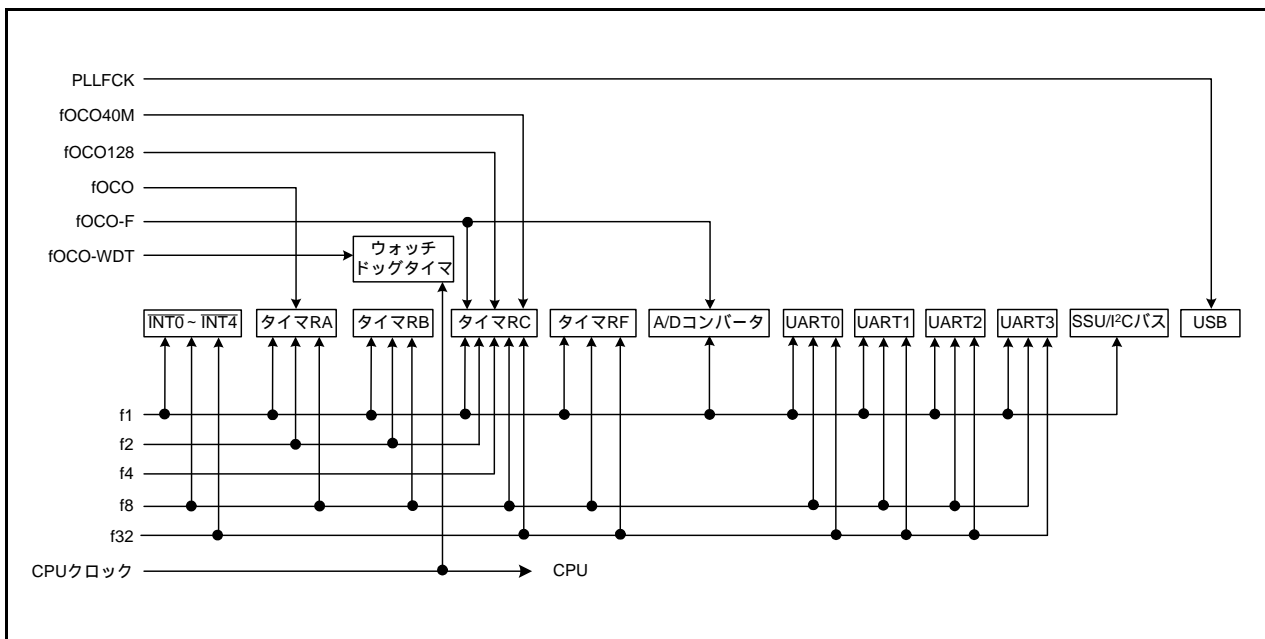 PLLFCK
fOCO40M
fOCO128
fOCO
fOCO-F
fOCO-WDT
ウォッチ
ドッグタイマ
INT0 ~ INT4
タイマRA
タイマRB
タイマRC
タイマRF
A/Dコンバータ
UART0
UART1
UART2
UART3
SSU/I²Cバス
USB
f1
f2
f4
f8
f32
CPUクロック
CPU